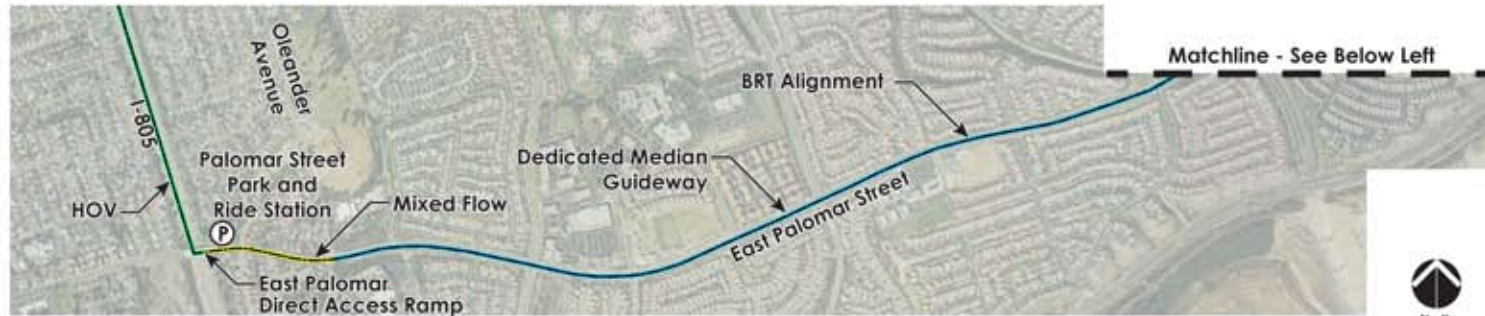 Oleander
Avenue
Matchline - See Below Left
BRT Alignment
I-805
Palomar Street
Park and
Ride Station
Dedicated Median
Guideway
HOV
Mixed Flow
P
East Palomar Street
East Palomar
Direct Access Ramp